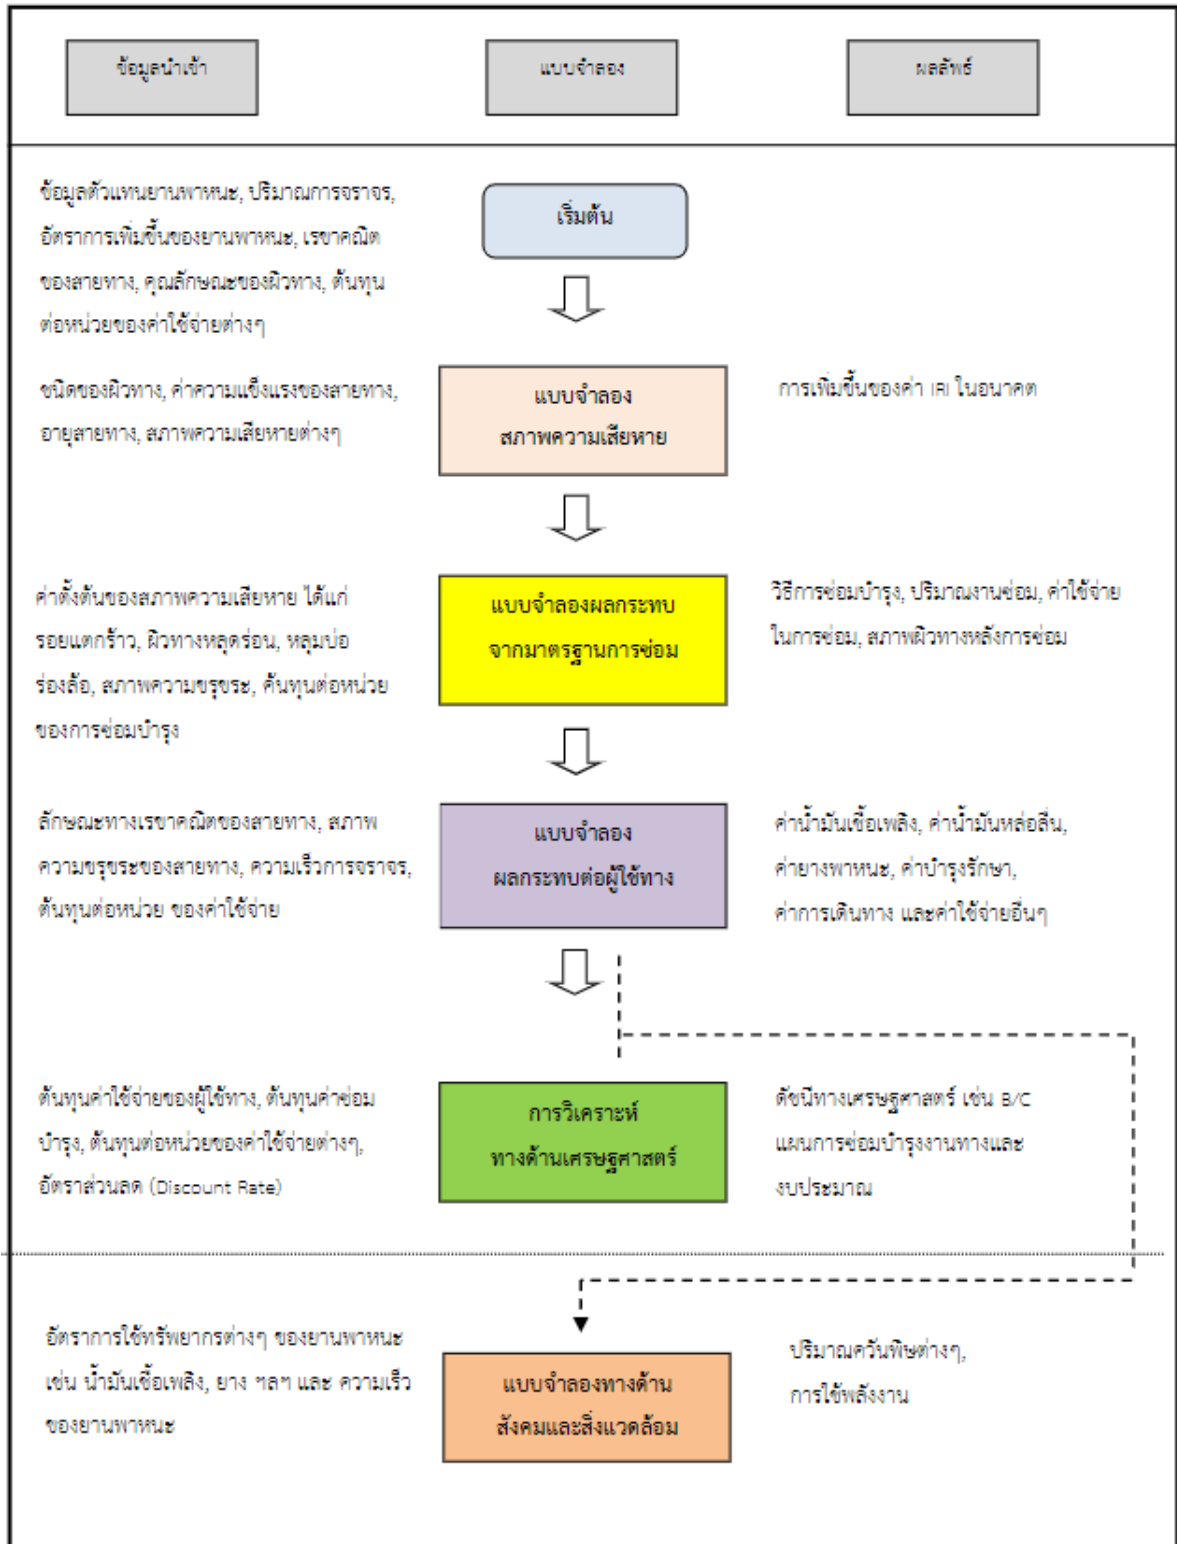 ข้อมูลนำเข้า
แบบจำลอง
ผลลัพธ์
ข้อมูลตัวแทนยานพาหนะ, ปริมาณการจราจร,
อัตราการเพิ่มขึ้นของยานพาหนะ, เรขาคณิต
ของสายทาง, คุณลักษณะของผิวทาง, ต้นทุน
ต่อหน่วยของค่าใช้จ่ายต่างๆ
เริ่มต้น
ชนิดของผิวทาง, ค่าความแข็งแรงของสายทาง,
อายุสายทาง, สภาพความเสียหายต่างๆ
แบบจำลอง
สภาพความเสียหาย
การเพิ่มขึ้นของค่า IRI ในอนาคต
ค่าตั้งต้นของสภาพความเสียหาย ได้แก่
รอยแตกร้าว, ผิวทางหลุดร่อน, หลุมบ่อ
ร่องล้อ, สภาพความขรุขระ, ค้นทุนต่อหน่วย
ของการซ่อมบำรุง
แบบจำลองผลกระทบ
จากมาตรฐานการซ่อม
วิธีการซ่อมบำรุง, ปริมาณงานซ่อม, ค่าใช้จ่าย
ในการซ่อม, สภาพผิวทางหลังการซ่อม
ลักษณะทางเรขาคณิตของสายทาง, สภาพ
ความขรุขระของสายทาง, ความเร็วการจราจร,
ต้นทุนต่อหน่วย ของค่าใช้จ่าย
แบบจำลอง
ผลกระทบต่อผู้ใช้ทาง
ค่าน้ำมันเชื้อเพลิง, ค่าน้ำมันหล่อลื่น,
ค่ายางพาหนะ, ค่าบำรุงรักษา,
ค่าการเดินทาง และค่าใช้จ่ายอื่นๆ
ต้นทุนค่าใช้จ่ายของผู้ใช้ทาง, ต้นทุนค่าซ่อม
บำรุง, ต้นทุนต่อหน่วยของค่าใช้จ่ายต่างๆ,
อัตราส่วนลด (Discount Rate)
การวิเคราะห์
ทางด้านเศรษฐศาสตร์
ดัชนีทางเศรษฐศาสตร์ เช่น B/C
แผนการซ่อมบำรุงงานทางและ
งบประมาณ
อัตราการใช้ทรัพยากรต่างๆ ของยานพาหนะ
เช่น น้ำมันเชื้อเพลิง, ยาง ฯลฯ และ ความเร็ว
ของยานพาหนะ
แบบจำลองทางด้าน
สังคมและสิ่งแวดล้อม
ปริมาณควันพิษต่างๆ,
การใช้พลังงาน